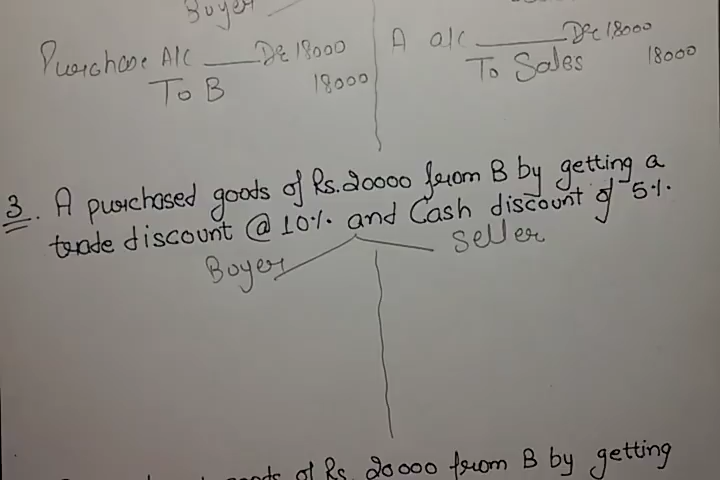 Buyer
Purchase A/c ____ Dr 18000
To B 18000
A a/c ____ Dr 18000
To Sales 18000
3. A purchased goods of Rs.20000 from B by getting a
trade discount @ 10% and Cash discount of 5%.
Buyer
Seller
goods of Rs 20000 from B by getting